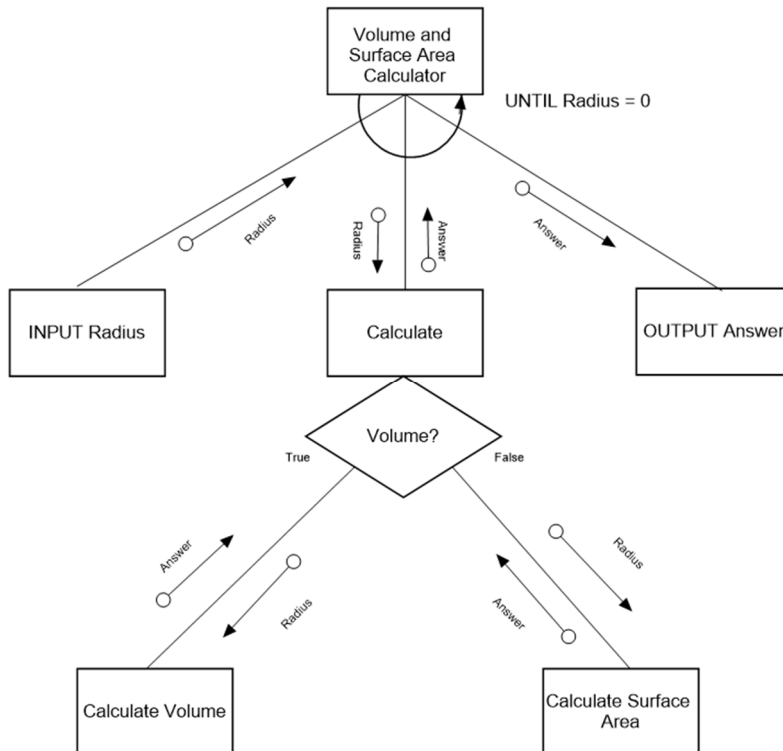 Volume and
Surface Area
Calculator
UNTIL Radius = 0
Radius
Radius
Answer
Answer
INPUT Radius
Calculate
OUTPUT Answer
Volume?
True
False
Answer
Radius
Answer
Radius
Calculate Volume
Calculate Surface
Area